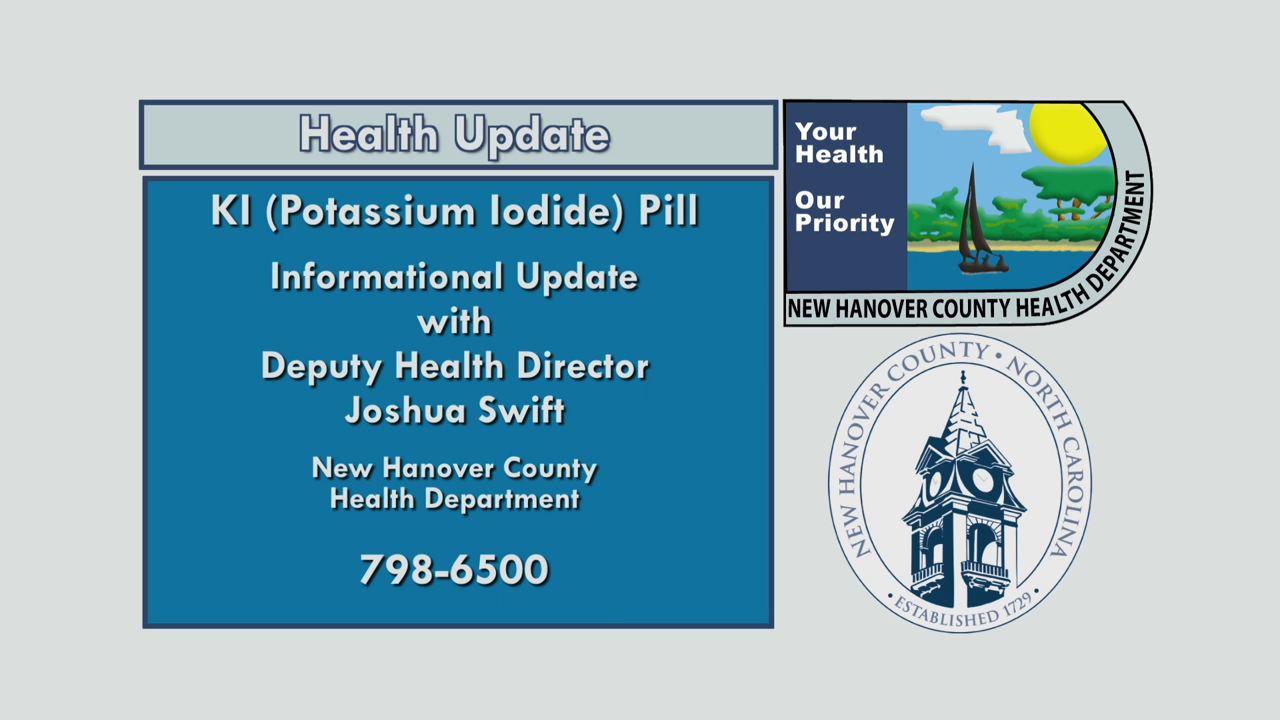 Health Update
KI (Potassium Iodide) Pill
Informational Update
with
Deputy Health Director
Joshua Swift
New Hanover County
Health Department
798-6500
Your
Health
Our
Priority
NEW HANOVER COUNTY HEALTH DEPARTMENT
NEW HANOVER COUNTY • NORTH CAROLINA
• ESTABLISHED 1729 •